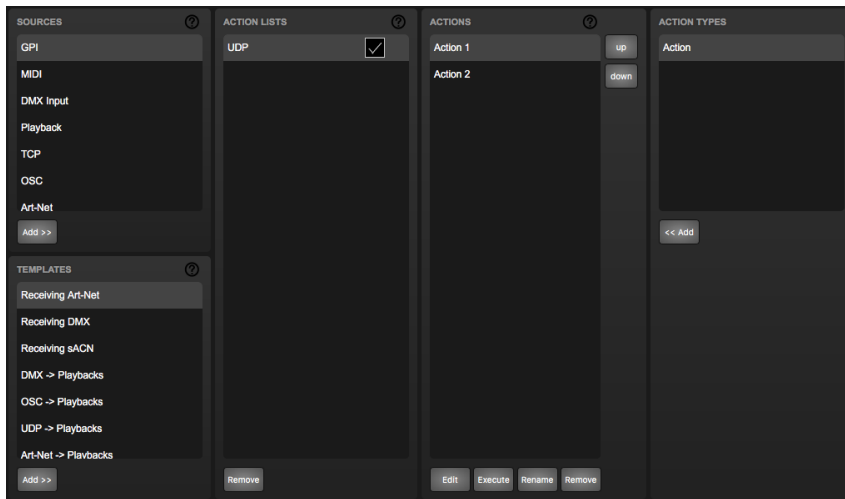 SOURCES
?
GPI
MIDI
DMX Input
Playback
TCP
OSC
Art-Net
Add >>
TEMPLATES
?
Receiving Art-Net
Receiving DMX
Receiving sACN
DMX -> Playbacks
OSC -> Playbacks
UDP -> Playbacks
Art-Net -> Playbacks
Add >>
ACTION LISTS
?
UDP
Remove
ACTIONS
?
Action 1
Action 2
up
down
Edit
Execute
Rename
Remove
ACTION TYPES
Action
<< Add